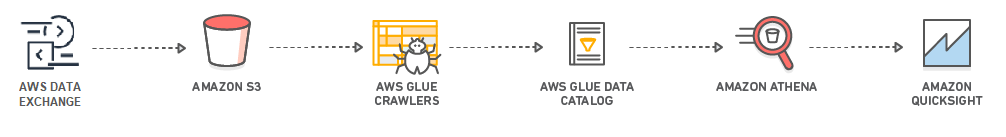 AWS DATA
EXCHANGE
AMAZON S3
AWS GLUE
CRAWLERS
AWS GLUE DATA
CATALOG
AMAZON ATHENA
AMAZON
QUICKSIGHT